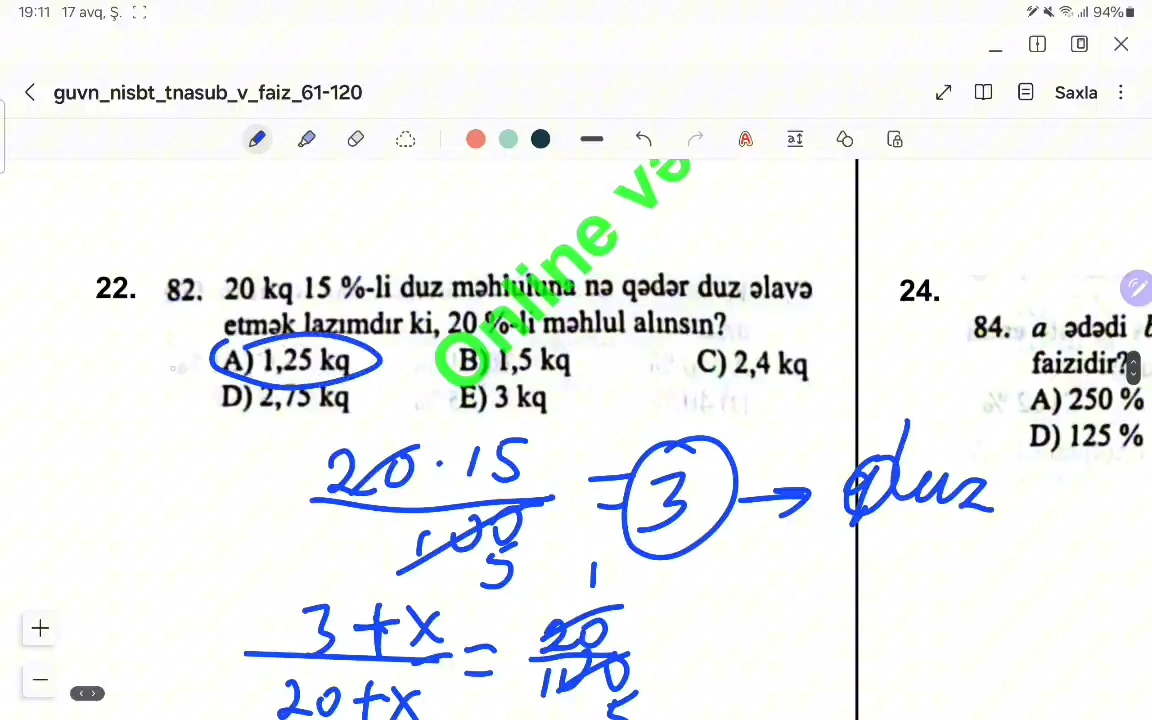 19:11 17 avq, Ş. 94%
guvn_nisbt_tnasub_v_faiz_61-120
Saxla
Online və
22. 82. 20 kq 15 %-li duz məhluluna nə qədər duz əlavə
etmək lazımdır ki, 20 %-li məhlul alınsın?
A) 1,25 kq B) 1,5 kq C) 2,4 kq
D) 2,75 kq E) 3 kq
20 · 15
= 3 → duz
100
5
1
3 + x = 20
20 + x 100
5
24.
84. a ədədi b
faizidir?
A) 250 %
D) 125 %